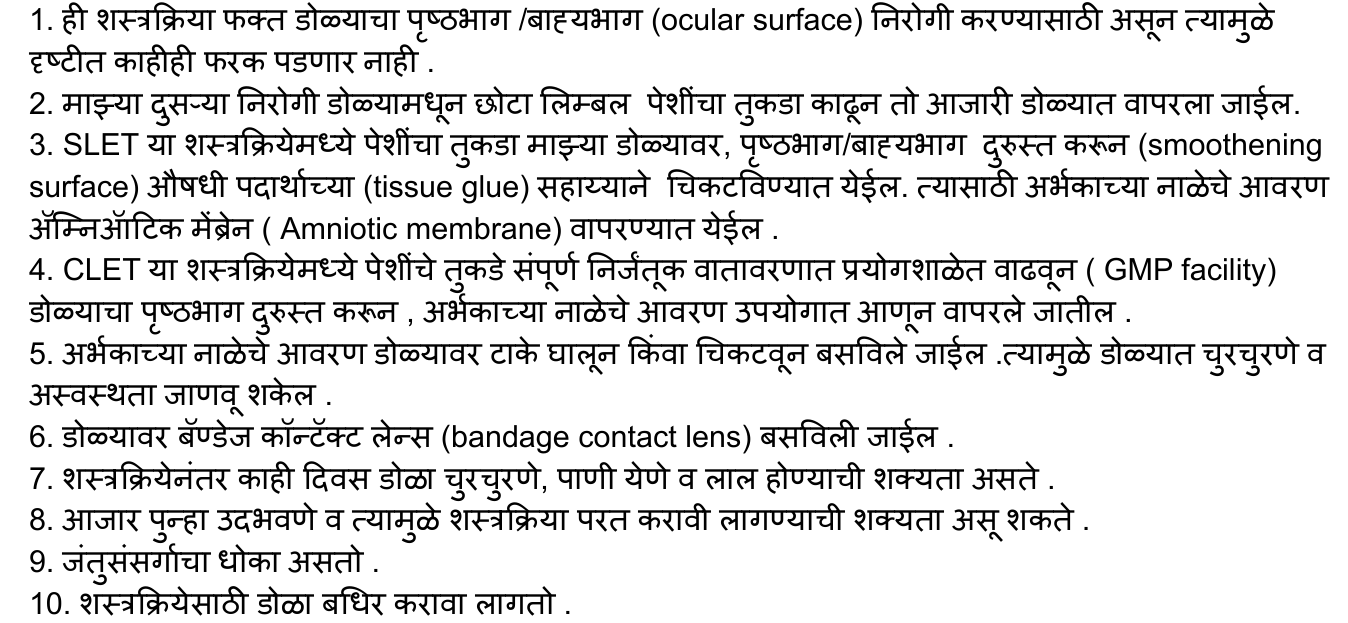 1. ही शस्त्रक्रिया फक्त डोळ्याचा पृष्ठभाग /बाह्यभाग (ocular surface) निरोगी करण्यासाठी असून त्यामुळे
दृष्टीत काहीही फरक पडणार नाही .
2. माझ्या दुसऱ्या निरोगी डोळ्यामधून छोटा लिम्बल  पेशींचा तुकडा काढून तो आजारी डोळ्यात वापरला जाईल.
3. SLET या शस्त्रक्रियेमध्ये पेशींचा तुकडा माझ्या डोळ्यावर, पृष्ठभाग/बाह्यभाग  दुरुस्त करून (smoothening
surface) औषधी पदार्थाच्या (tissue glue) सहाय्याने  चिकटविण्यात येईल. त्यासाठी अर्भकाच्या नाळेचे आवरण
ॲम्निऑटिक मेंब्रेन ( Amniotic membrane) वापरण्यात येईल .
4. CLET या शस्त्रक्रियेमध्ये पेशींचे तुकडे संपूर्ण निर्जंतूक वातावरणात प्रयोगशाळेत वाढवून ( GMP facility)
डोळ्याचा पृष्ठभाग दुरुस्त करून , अर्भकाच्या नाळेचे आवरण उपयोगात आणून वापरले जातील .
5. अर्भकाच्या नाळेचे आवरण डोळ्यावर टाके घालून किंवा चिकटवून बसविले जाईल .त्यामुळे डोळ्यात चुरचुरणे व
अस्वस्थता जाणवू शकेल .
6. डोळ्यावर बॅण्डेज कॉन्टॅक्ट लेन्स (bandage contact lens) बसविली जाईल .
7. शस्त्रक्रियेनंतर काही दिवस डोळा चुरचुरणे, पाणी येणे व लाल होण्याची शक्यता असते .
8. आजार पुन्हा उदभवणे व त्यामुळे शस्त्रक्रिया परत करावी लागण्याची शक्यता असू शकते .
9. जंतुसंसर्गाचा धोका असतो .
10. शस्त्रक्रियेसाठी डोळा बधिर करावा लागतो .